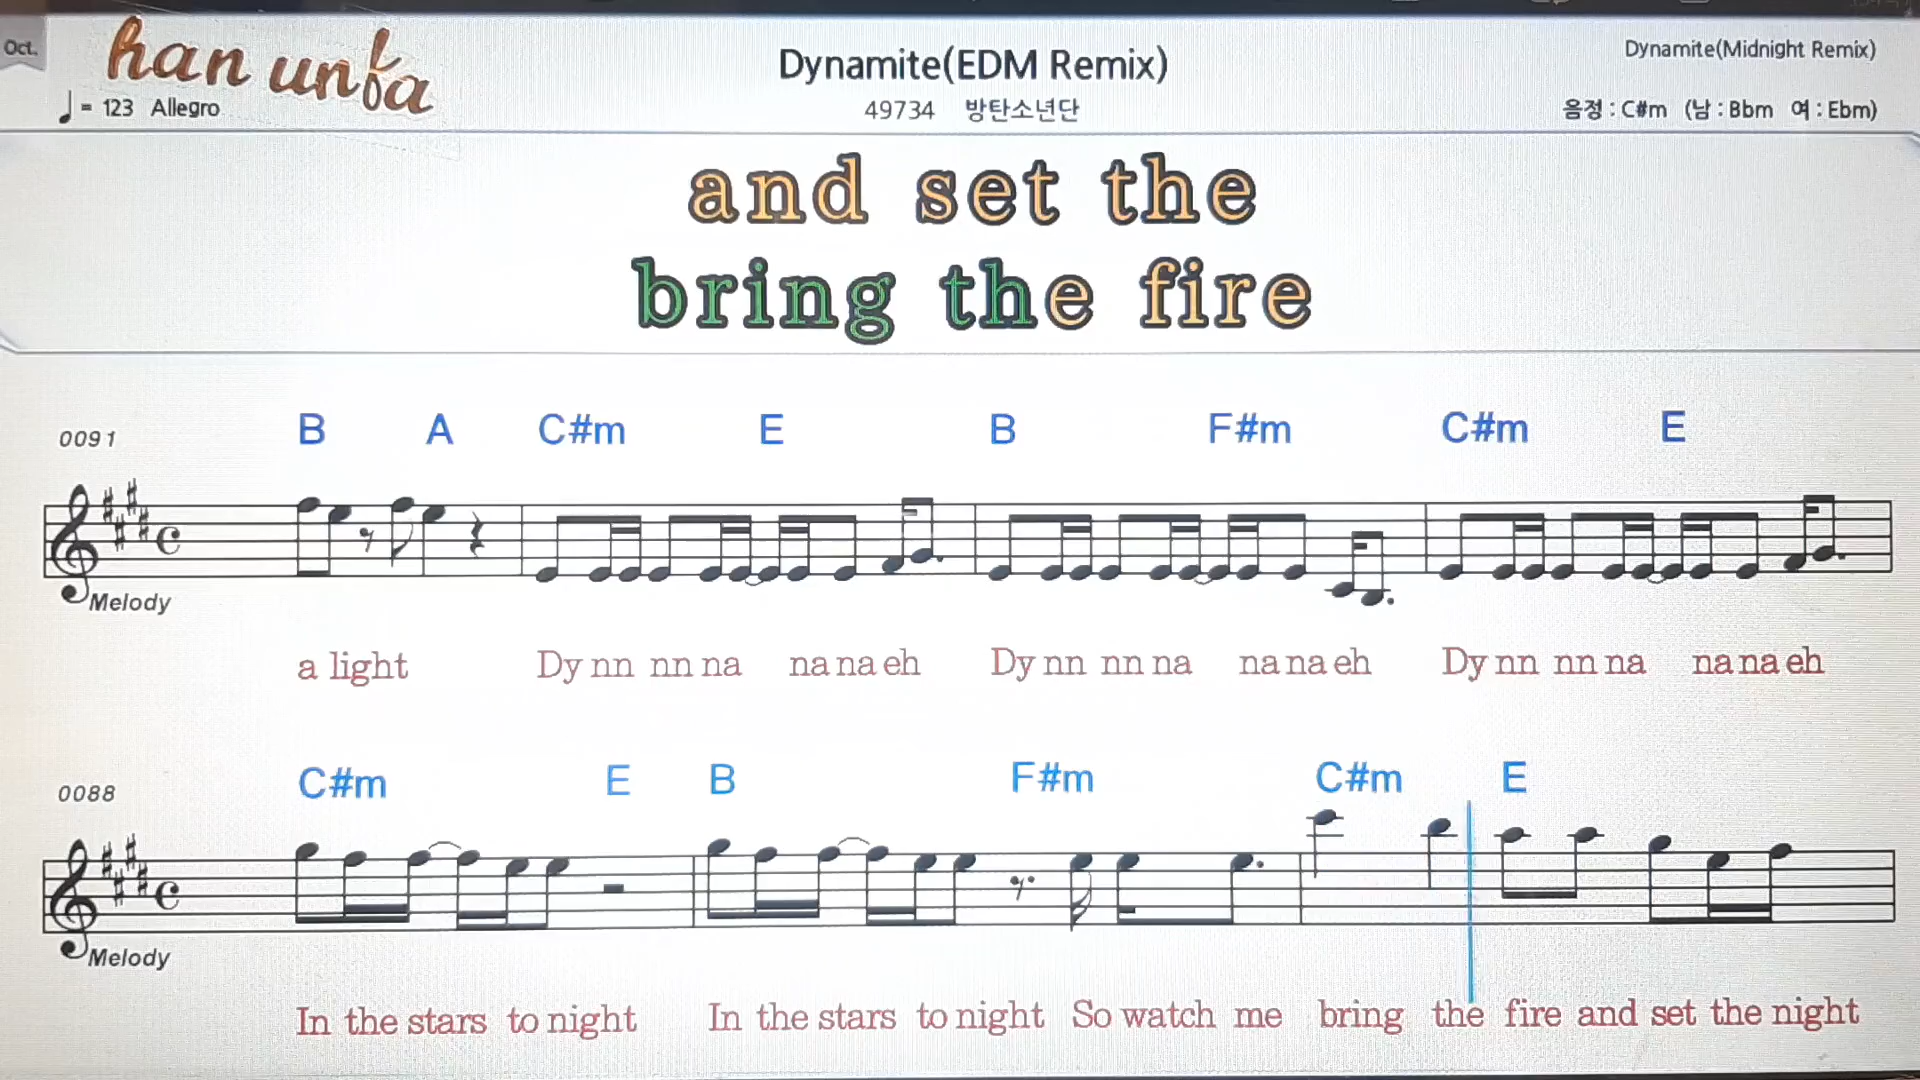 Oct.
han unfa
Dynamite(EDM Remix)
Dynamite(Midnight Remix)
= 123 Allegro
49734 방탄소년단
음정 : C#m (남 : Bbm 여 : Ebm)
and set the
bring the fire
0091
B A C#m E B F#m C#m E
Melody
a light Dy nn nn na na na eh Dy nn nn na na na eh Dy nn nn na na na eh
0088
C#m E B F#m C#m E
Melody
In the stars to night In the stars to night So watch me bring the fire and set the night